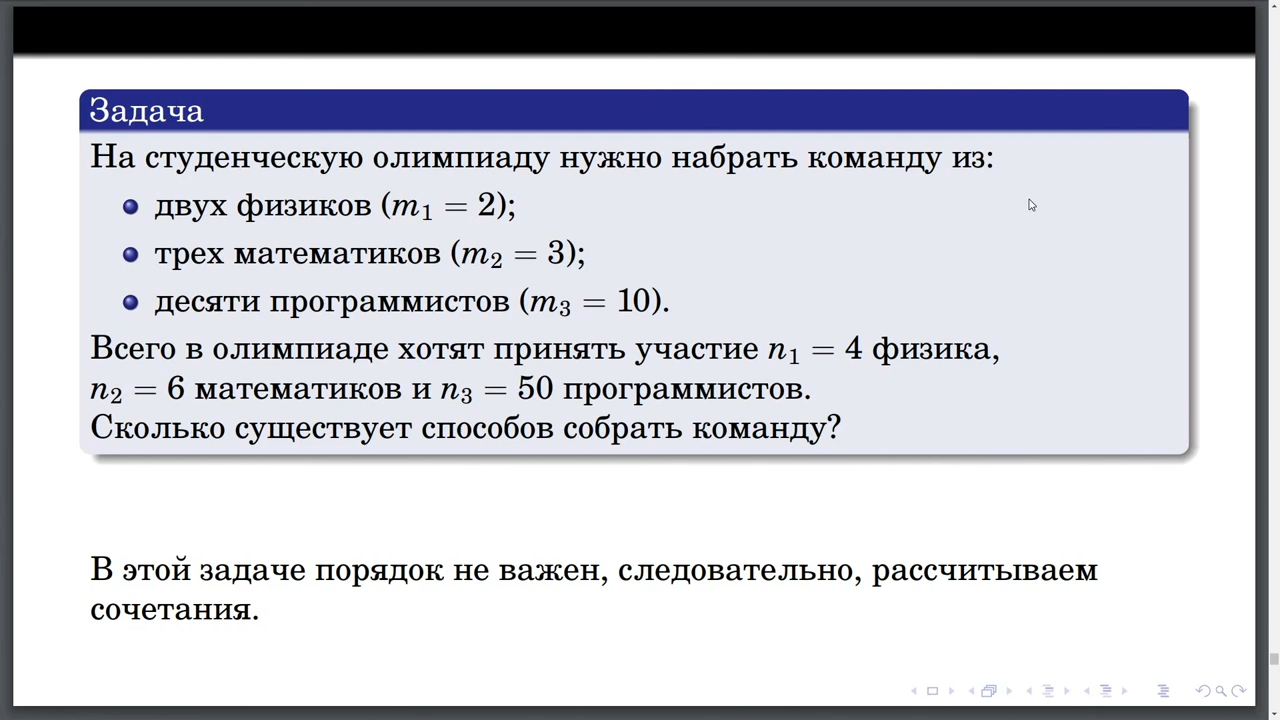 Задача
На студенческую олимпиаду нужно набрать команду из:
двух физиков (m₁ = 2);
трех математиков (m₂ = 3);
десяти программистов (m₃ = 10).
Всего в олимпиаде хотят принять участие n₁ = 4 физика,
n₂ = 6 математиков и n₃ = 50 программистов.
Сколько существует способов собрать команду?
В этой задаче порядок не важен, следовательно, рассчитываем
сочетания.